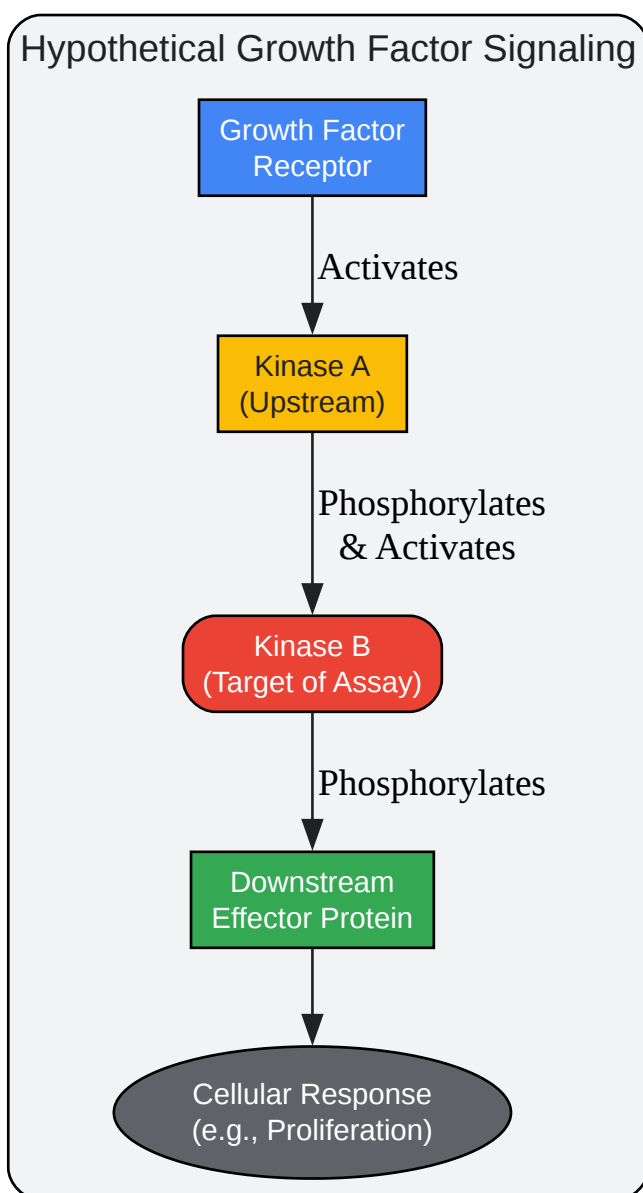 Hypothetical Growth Factor Signaling
Growth Factor
Receptor
Activates
Kinase A
(Upstream)
Phosphorylates
& Activates
Kinase B
(Target of Assay)
Phosphorylates
Downstream
Effector Protein
Cellular Response
(e.g., Proliferation)